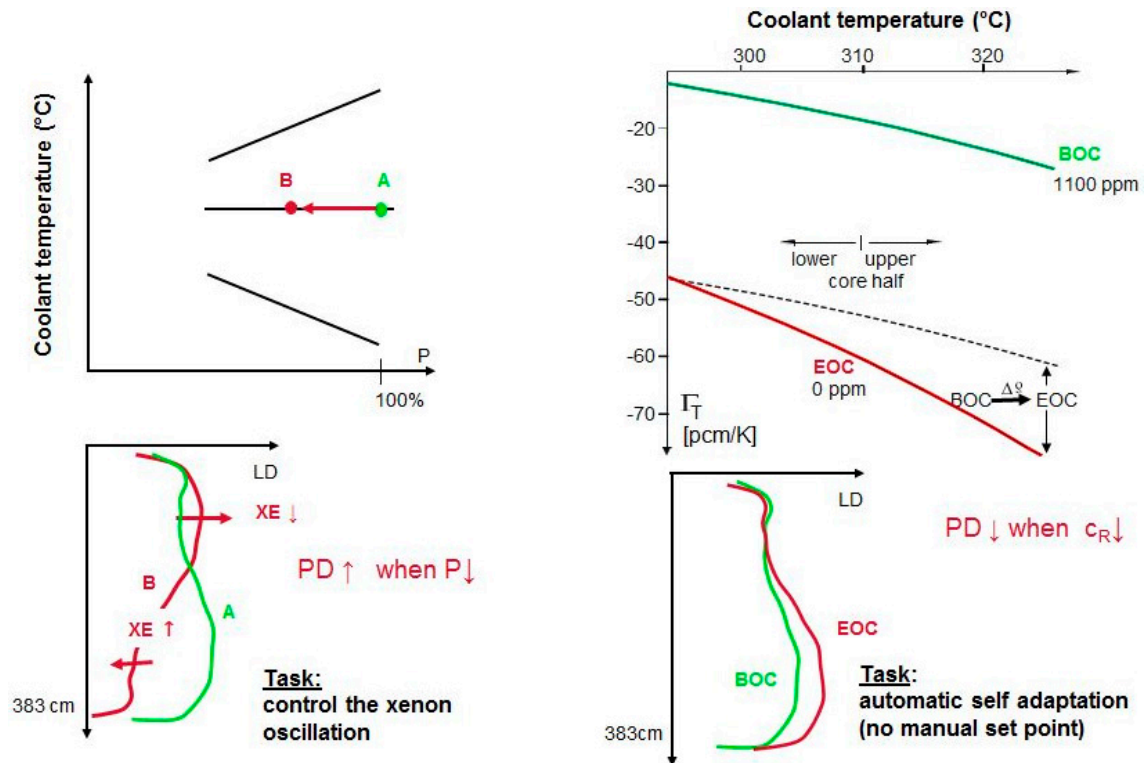 Coolant temperature (°C)
B
A
P
100%
LD
XE ↓
PD ↑ when P↓
B
A
XE ↑
383 cm
Task:
control the xenon
oscillation
Coolant temperature (°C)
300
310
320
-20
BOC
1100 ppm
-30
-40
lower
upper
core half
-50
EOC
0 ppm
-60
Δϱ
BOC
EOC
-70
ΓT
[pcm/K]
LD
PD ↓ when cR↓
EOC
BOC
Task:
automatic self adaptation
(no manual set point)
383cm